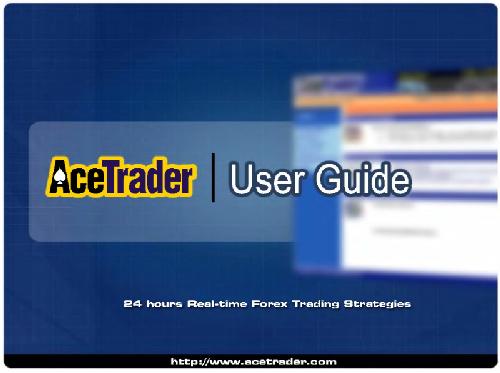 AceTrader | User Guide
24 hours Real-time Forex Trading Strategies
http://www.acetrader.com